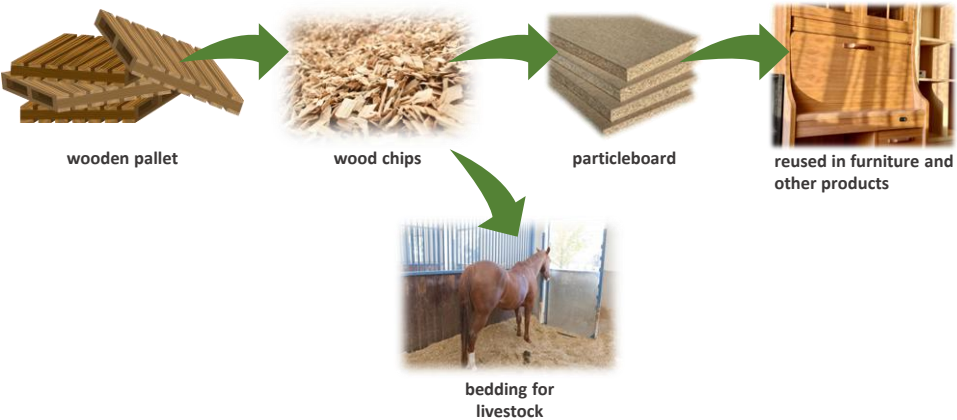 wooden pallet
wood chips
particleboard
reused in furniture and
other products
bedding for
livestock